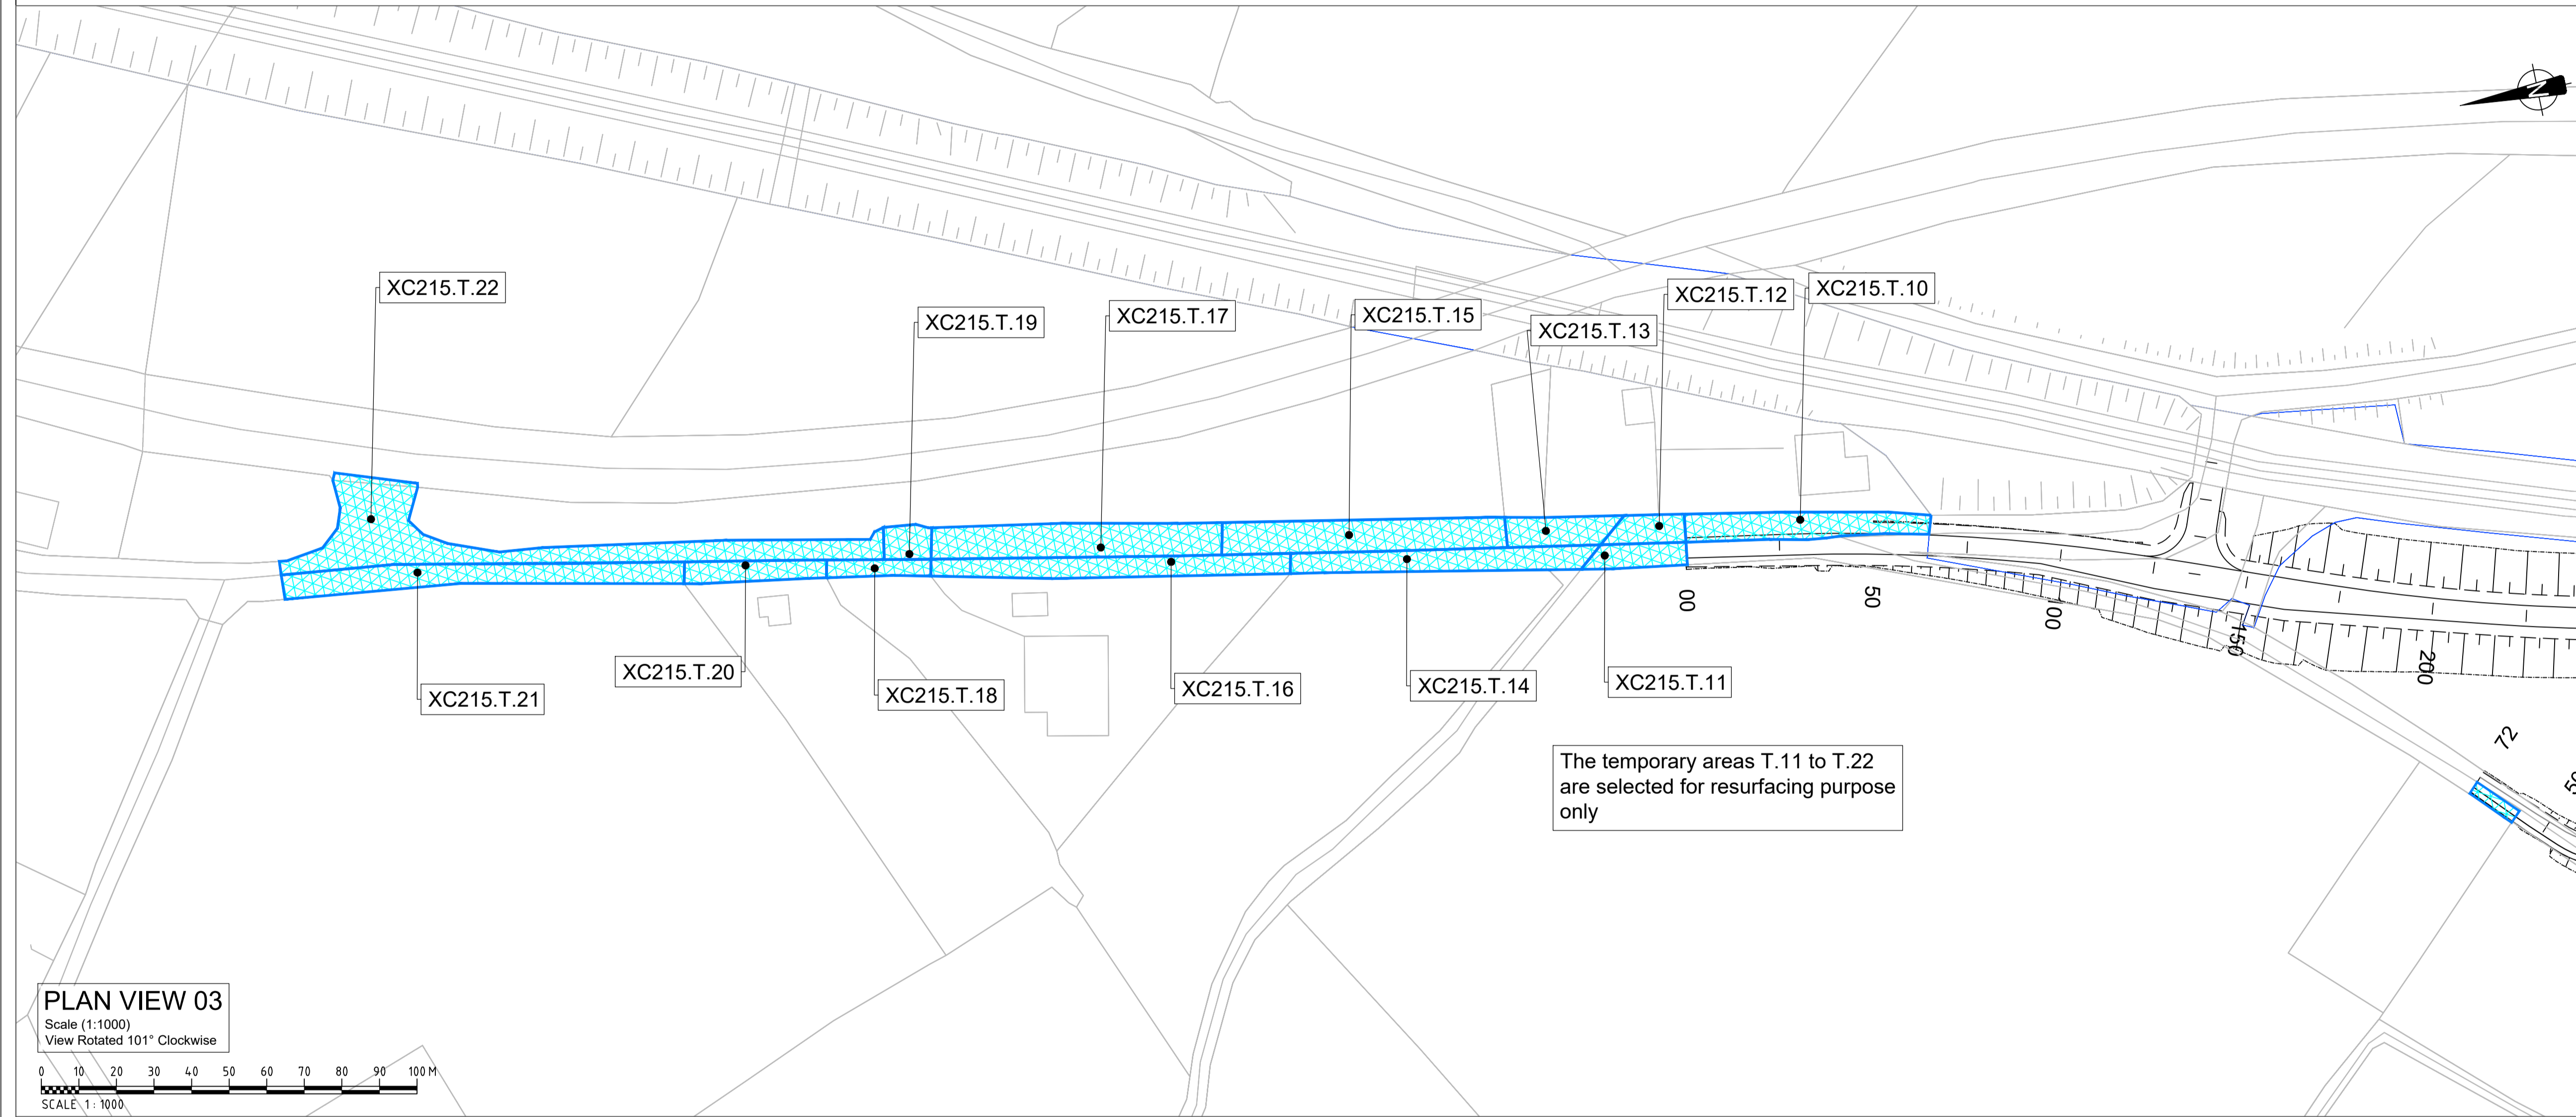 N
XC215.T.22
XC215.T.19
XC215.T.17
XC215.T.15
XC215.T.13
XC215.T.12
XC215.T.10
XC215.T.21
XC215.T.20
XC215.T.18
XC215.T.16
XC215.T.14
XC215.T.11
00
50
100
150
200
72
The temporary areas T.11 to T.22
are selected for resurfacing purpose
only
PLAN VIEW 03
Scale (1:1000)
View Rotated 101° Clockwise
0 10 20 30 40 50 60 70 80 90 100 M
SCALE 1 : 1000